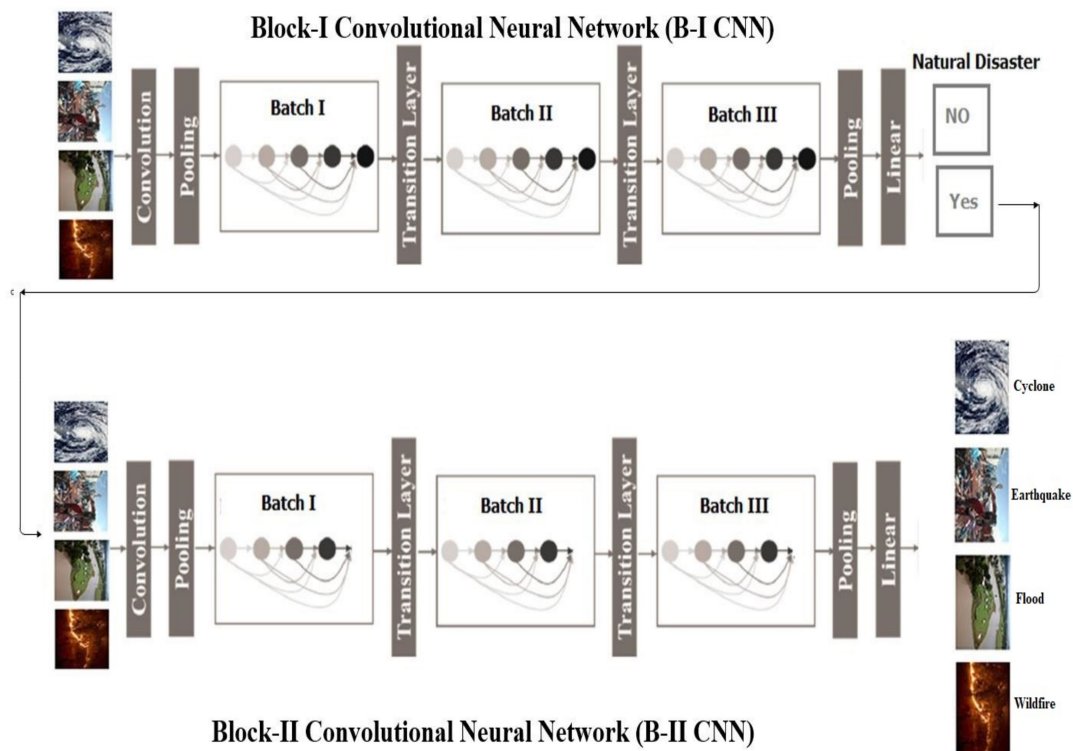 Block-I Convolutional Neural Network (B-I CNN)
Natural Disaster
Convolution
Pooling
Batch I
Transition Layer
Batch II
Transition Layer
Batch III
Pooling
Linear
NO
Yes
c
Convolution
Pooling
Batch I
Transition Layer
Batch II
Transition Layer
Batch III
Pooling
Linear
Cyclone
Earthquake
Flood
Wildfire
Block-II Convolutional Neural Network (B-II CNN)